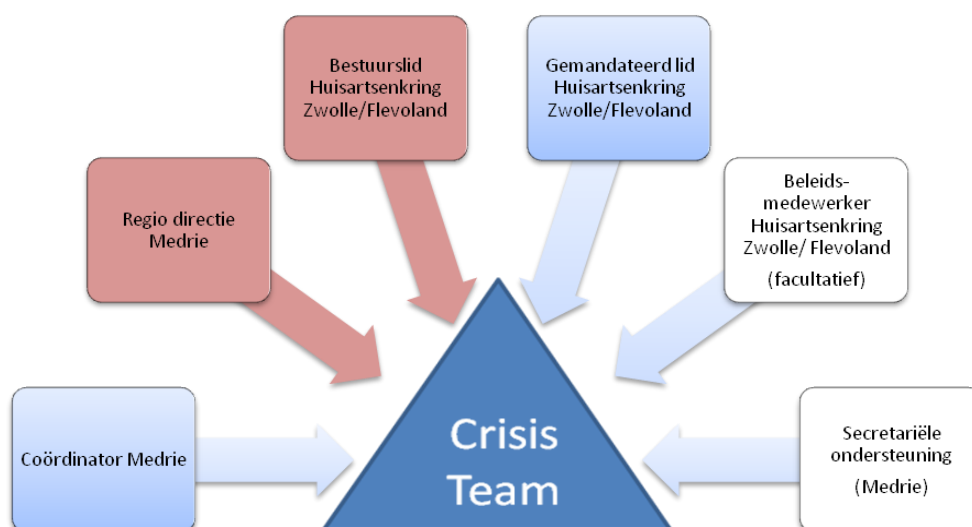 Bestuurslid
Huisartsenkring
Zwolle/Flevoland
Gemandateerd lid
Huisartsenkring
Zwolle/Flevoland
Regio directie
Medrie
Beleids-
medewerker
Huisartsenkring
Zwolle/ Flevoland
(facultatief)
Coördinator Medrie
Crisis
Team
Secretariële
ondersteuning
(Medrie)